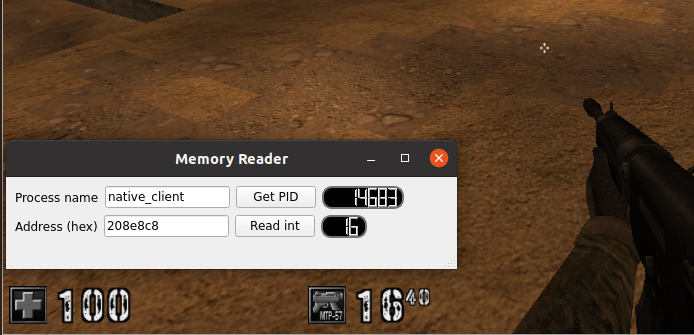 Memory Reader
Process name native_client Get PID 14683
Address (hex) 208e8c8 Read int 16
100 MTP-57 16 40